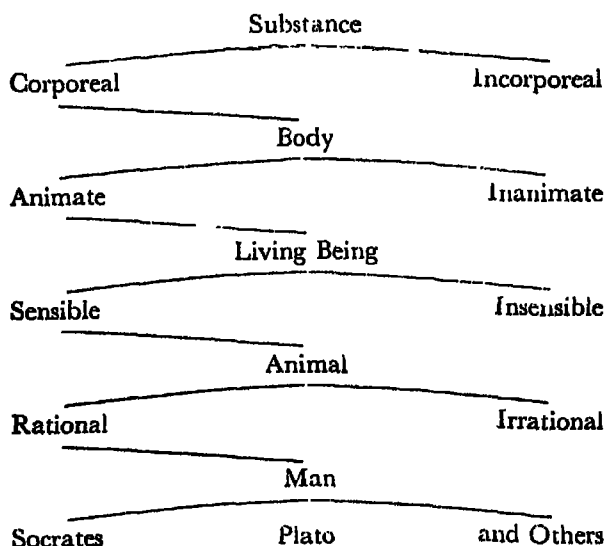 Substance
Corporeal Incorporeal
Body
Animate Inanimate
Living Being
Sensible Insensible
Animal
Rational Irrational
Man
Socrates Plato and Others